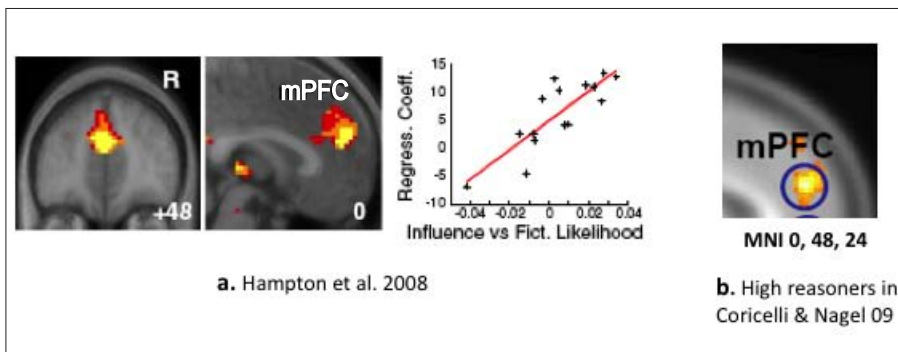 R
+48
mPFC
0
Regress. Coeff.
15
10
5
0
-5
-10
-0.04 -0.02 0 0.02 0.04
Influence vs Fict. Likelihood
a. Hampton et al. 2008
mPFC
MNI 0, 48, 24
b. High reasoners in
Coricelli & Nagel 09